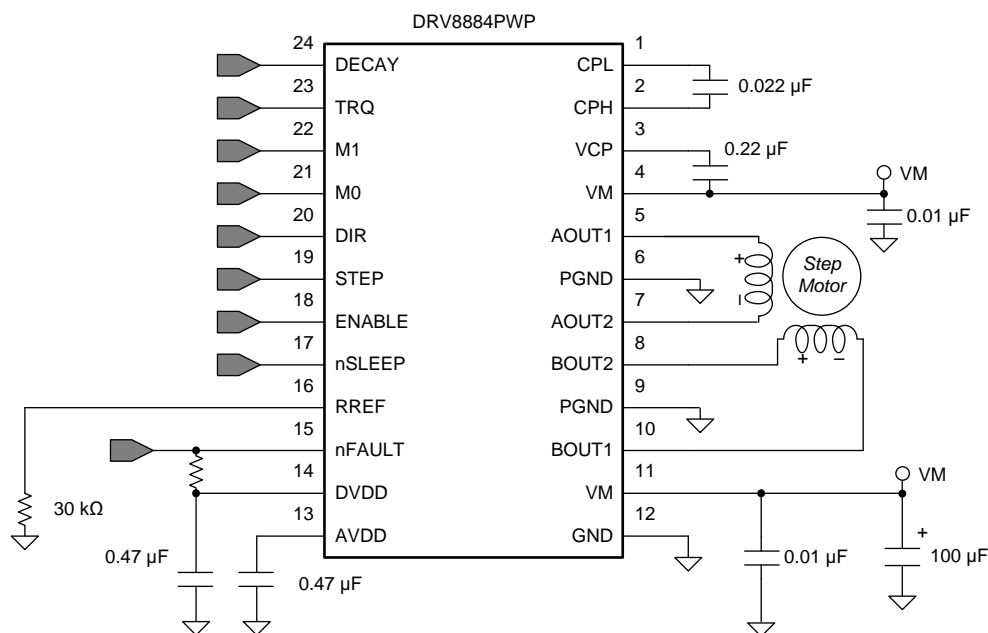 DRV8884PWP
24
DECAY
23
TRQ
22
M1
21
M0
20
DIR
19
STEP
18
ENABLE
17
nSLEEP
16
RREF
15
nFAULT
14
DVDD
13
AVDD
30 kΩ
0.47 µF
0.47 µF
1
CPL
2
CPH
0.022 µF
3
VCP
0.22 µF
4
VM
VM
0.01 µF
5
AOUT1
6
PGND
7
AOUT2
+
–
Step
Motor
8
BOUT2
+ –
9
PGND
10
BOUT1
11
VM
VM
12
GND
0.01 µF
+
100 µF